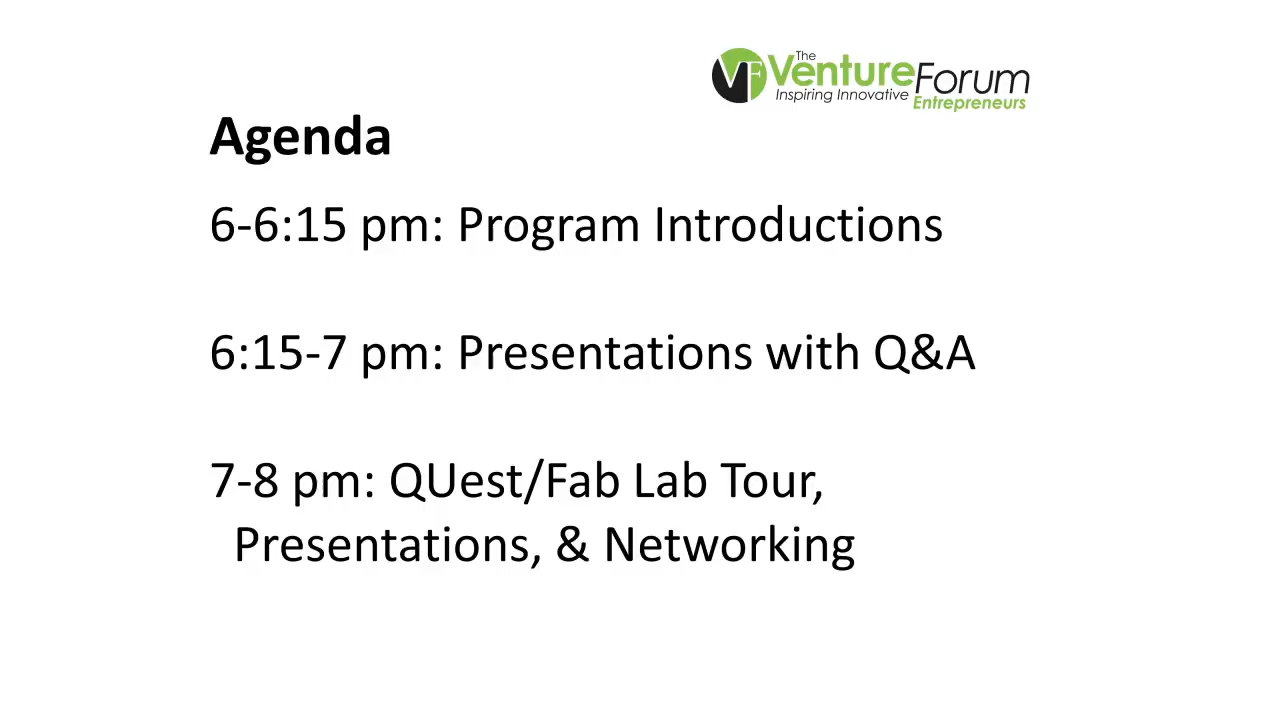 The
VF VentureForum
Inspiring Innovative Entrepreneurs
Agenda
6-6:15 pm: Program Introductions
6:15-7 pm: Presentations with Q&A
7-8 pm: QUest/Fab Lab Tour,
Presentations, & Networking